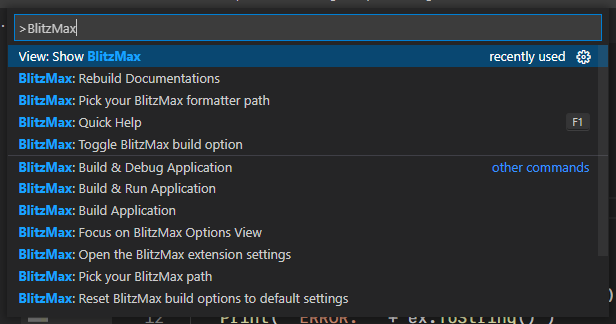 >BlitzMax
View: Show BlitzMax recently used
BlitzMax: Rebuild Documentations
BlitzMax: Pick your BlitzMax formatter path
BlitzMax: Quick Help F1
BlitzMax: Toggle BlitzMax build option
BlitzMax: Build & Debug Application other commands
BlitzMax: Build & Run Application
BlitzMax: Build Application
BlitzMax: Focus on BlitzMax Options View
BlitzMax: Open the BlitzMax extension settings
BlitzMax: Pick your BlitzMax path
BlitzMax: Reset BlitzMax build options to default settings
12 Print( "ERROR: " + ex.ToString() )